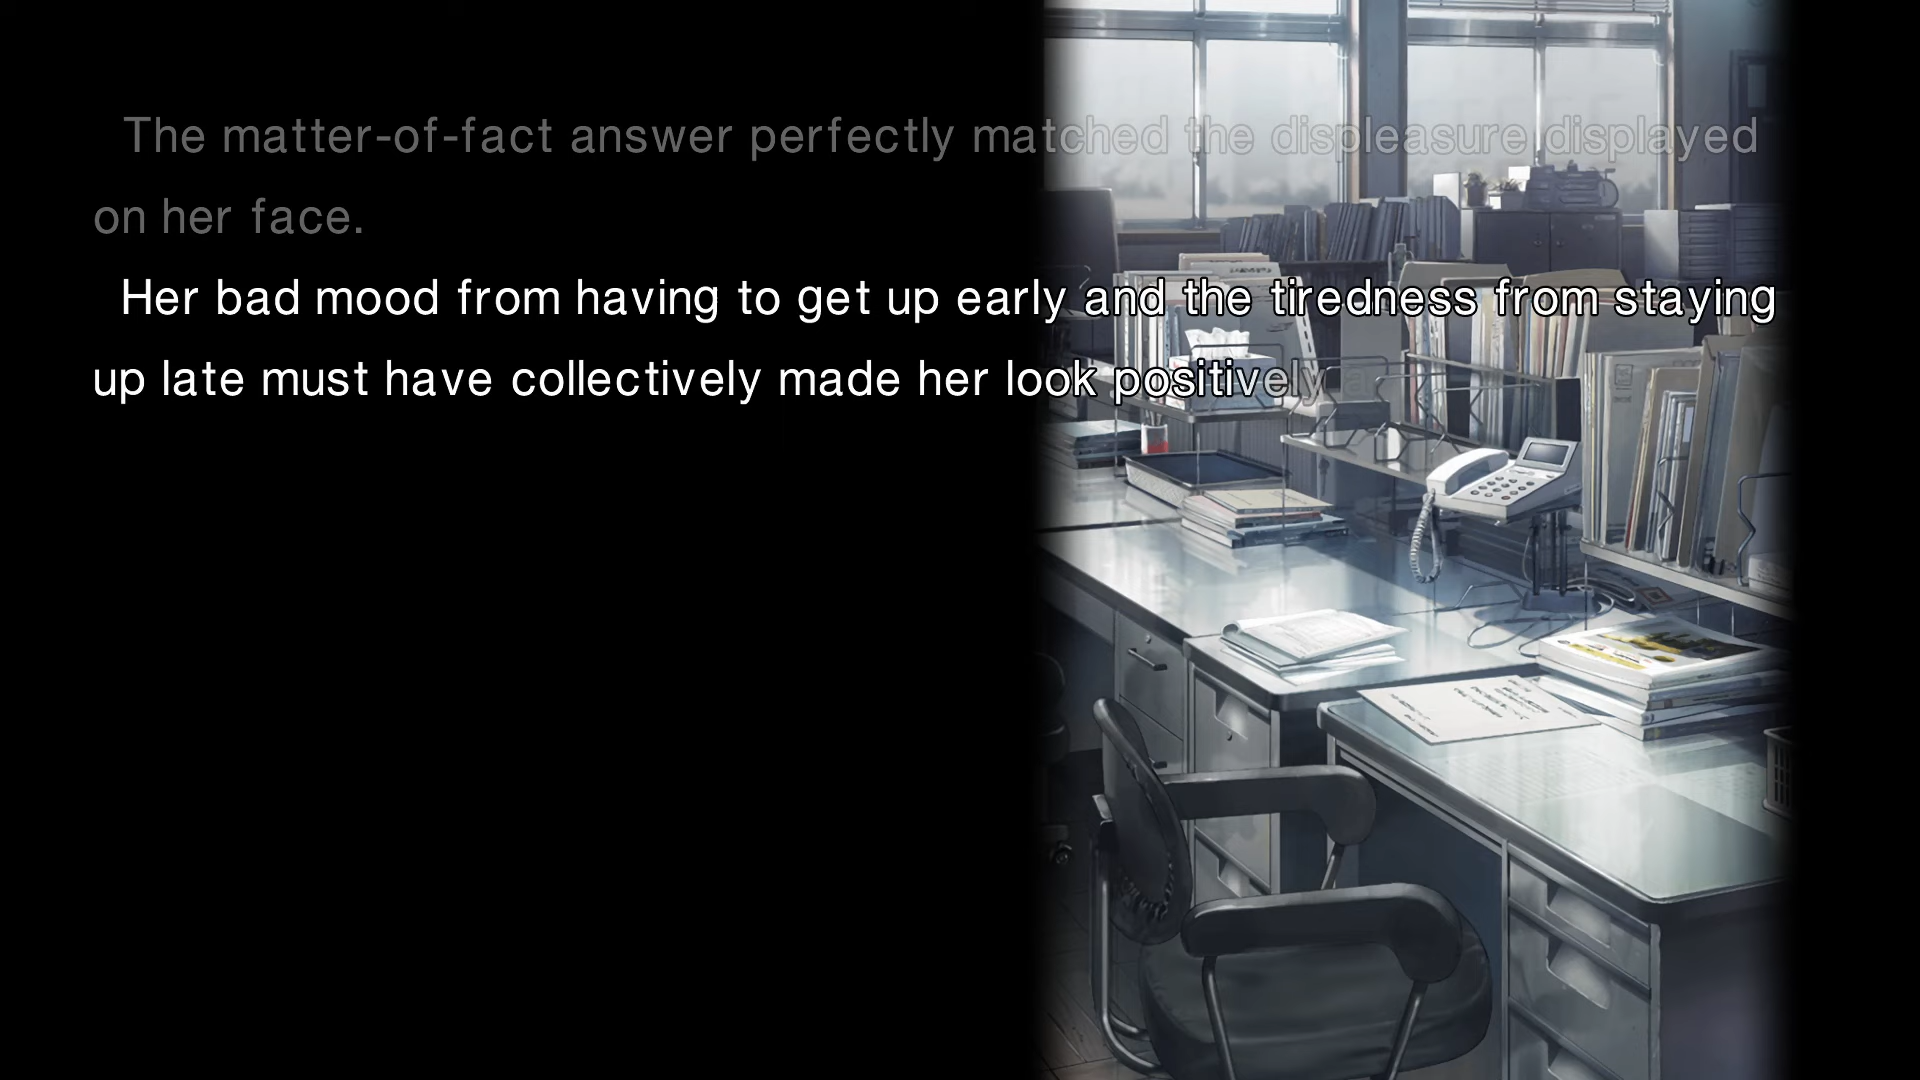 The matter-of-fact answer perfectly matched the displeasure displayed
on her face.
Her bad mood from having to get up early and the tiredness from staying
up late must have collectively made her look positively